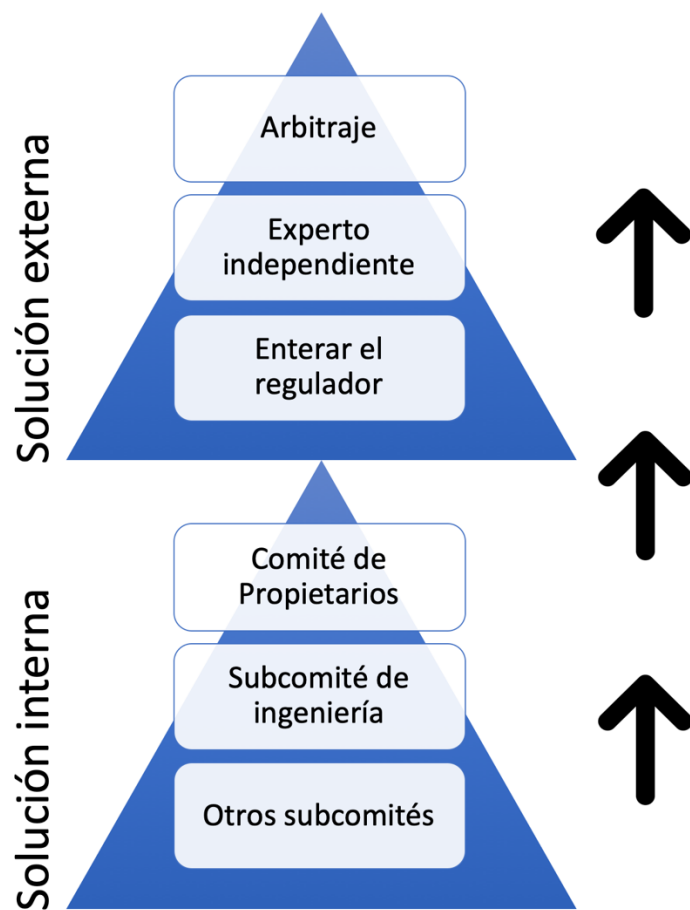 Solución externa
Arbitraje
Experto
independiente
Enterar el
regulador
Solución interna
Comité de
Propietarios
Subcomité de
ingeniería
Otros subcomités